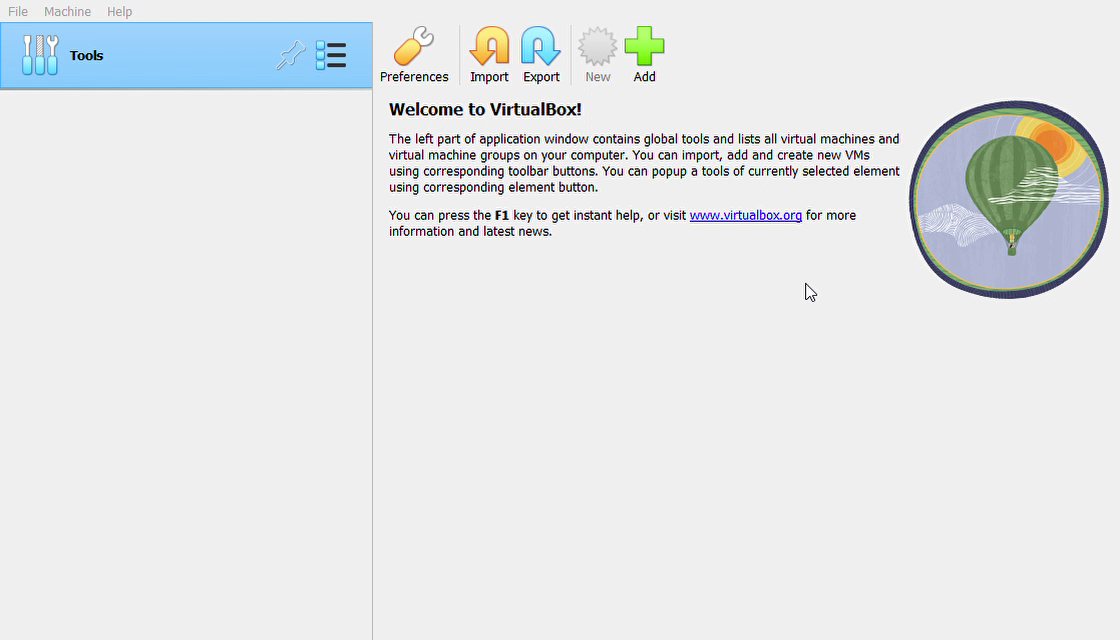 File Machine Help
Tools
Preferences Import Export New Add
Welcome to VirtualBox!
The left part of application window contains global tools and lists all virtual machines and
virtual machine groups on your computer. You can import, add and create new VMs
using corresponding toolbar buttons. You can popup a tools of currently selected element
using corresponding element button.
You can press the F1 key to get instant help, or visit www.virtualbox.org for more
information and latest news.